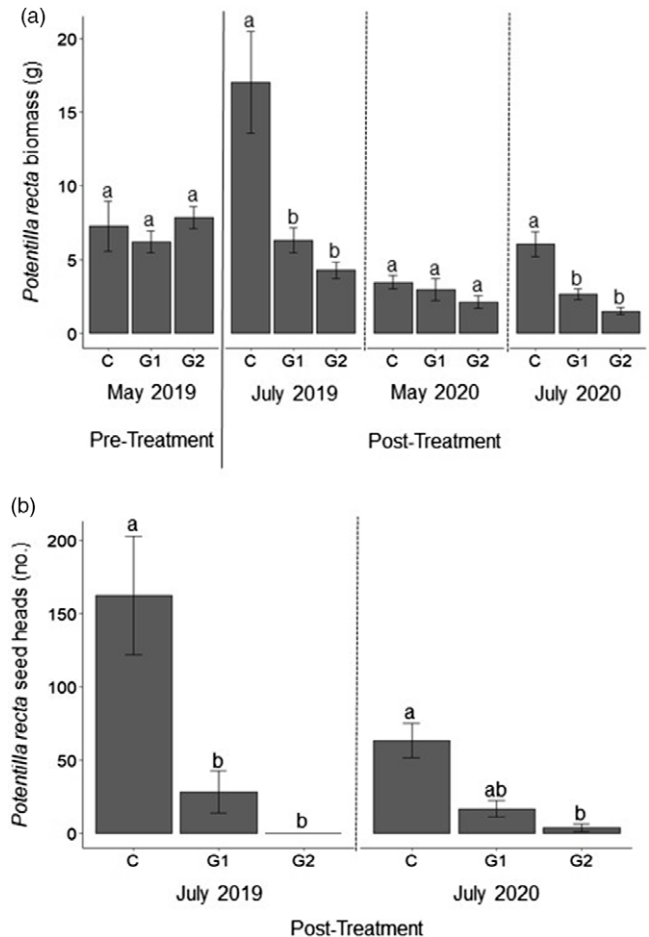 (a)
Potentilla recta biomass (g)
20
15
10
5
0
a a a
a b b
a a a
a b b
C G1 G2 C G1 G2 C G1 G2 C G1 G2
May 2019 July 2019 May 2020 July 2020
Pre-Treatment Post-Treatment
(b)
Potentilla recta seed heads (no.)
200
150
100
50
0
a b b
a ab b
C G1 G2 C G1 G2
July 2019 July 2020
Post-Treatment